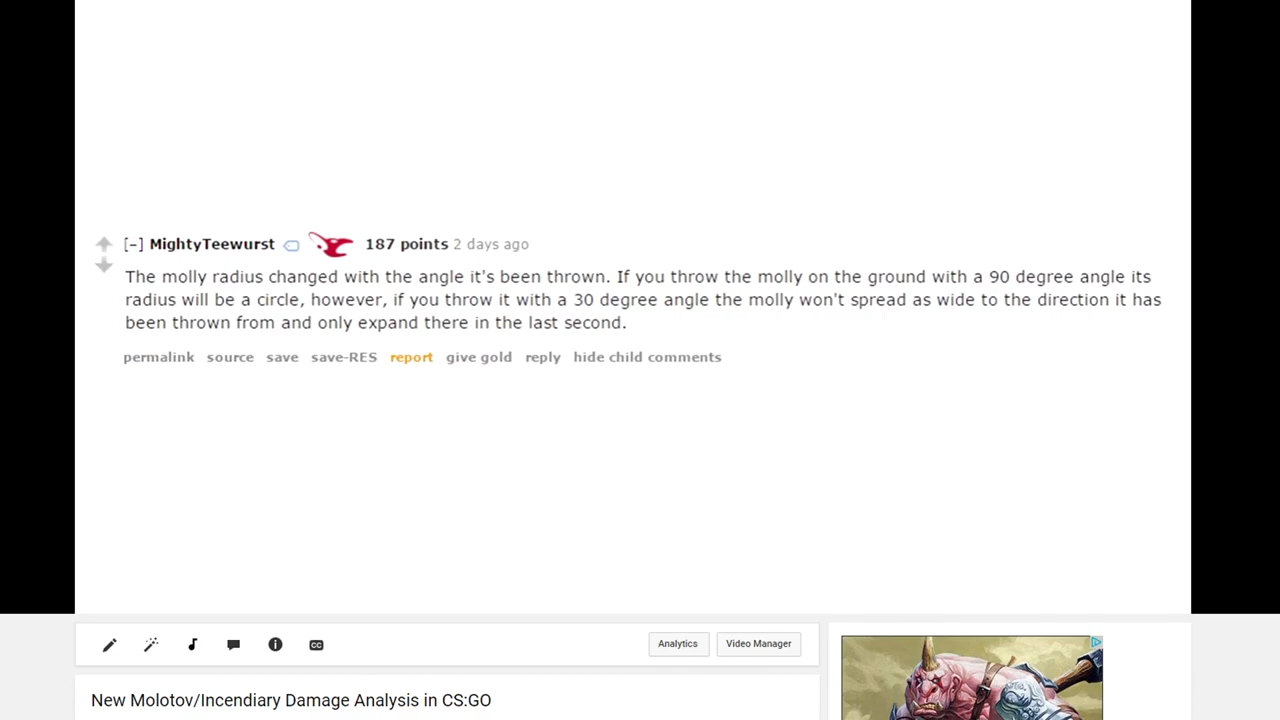 [–] MightyTeewurst 187 points 2 days ago
The molly radius changed with the angle it's been thrown. If you throw the molly on the ground with a 90 degree angle its
radius will be a circle, however, if you throw it with a 30 degree angle the molly won't spread as wide to the direction it has
been thrown from and only expand there in the last second.
permalink source save save-RES report give gold reply hide child comments
CC Analytics Video Manager
New Molotov/Incendiary Damage Analysis in CS:GO